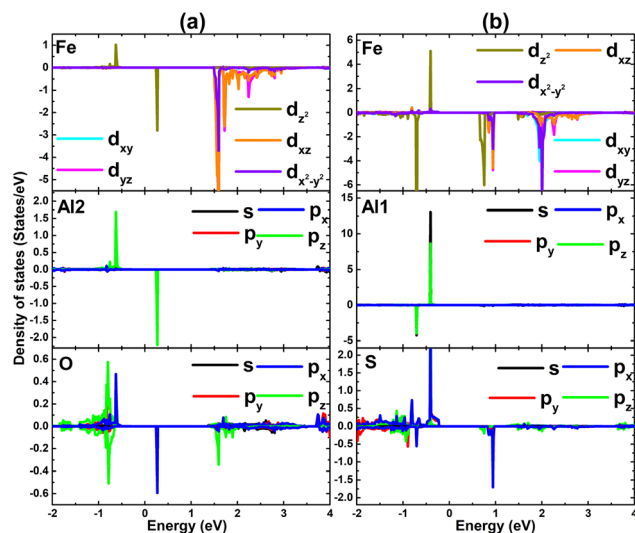 (a) (b)
Density of states (States/eV)
Fe
1
0
-1
-2
-3
-4
-5
d_z²
d_xy
d_xz
d_yz
d_x²-y²
Al2
2.0
1.5
1.0
0.5
0.0
-0.5
-1.0
-1.5
-2.0
s p_x
p_y p_z
O
0.6
0.4
0.2
0.0
-0.2
-0.4
-0.6
s p_x
p_y p_z
-2 -1 0 1 2 3 4
Energy (eV)
Fe
6
4
2
0
-2
-4
-6
d_z² d_xz
d_x²-y²
d_xy
d_yz
Al1
15
10
5
0
-5
s p_x
p_y p_z
S
2.0
1.5
1.0
0.5
0.0
-0.5
-1.0
-1.5
-2.0
s p_x
p_y p_z
-2 -1 0 1 2 3 4
Energy (eV)